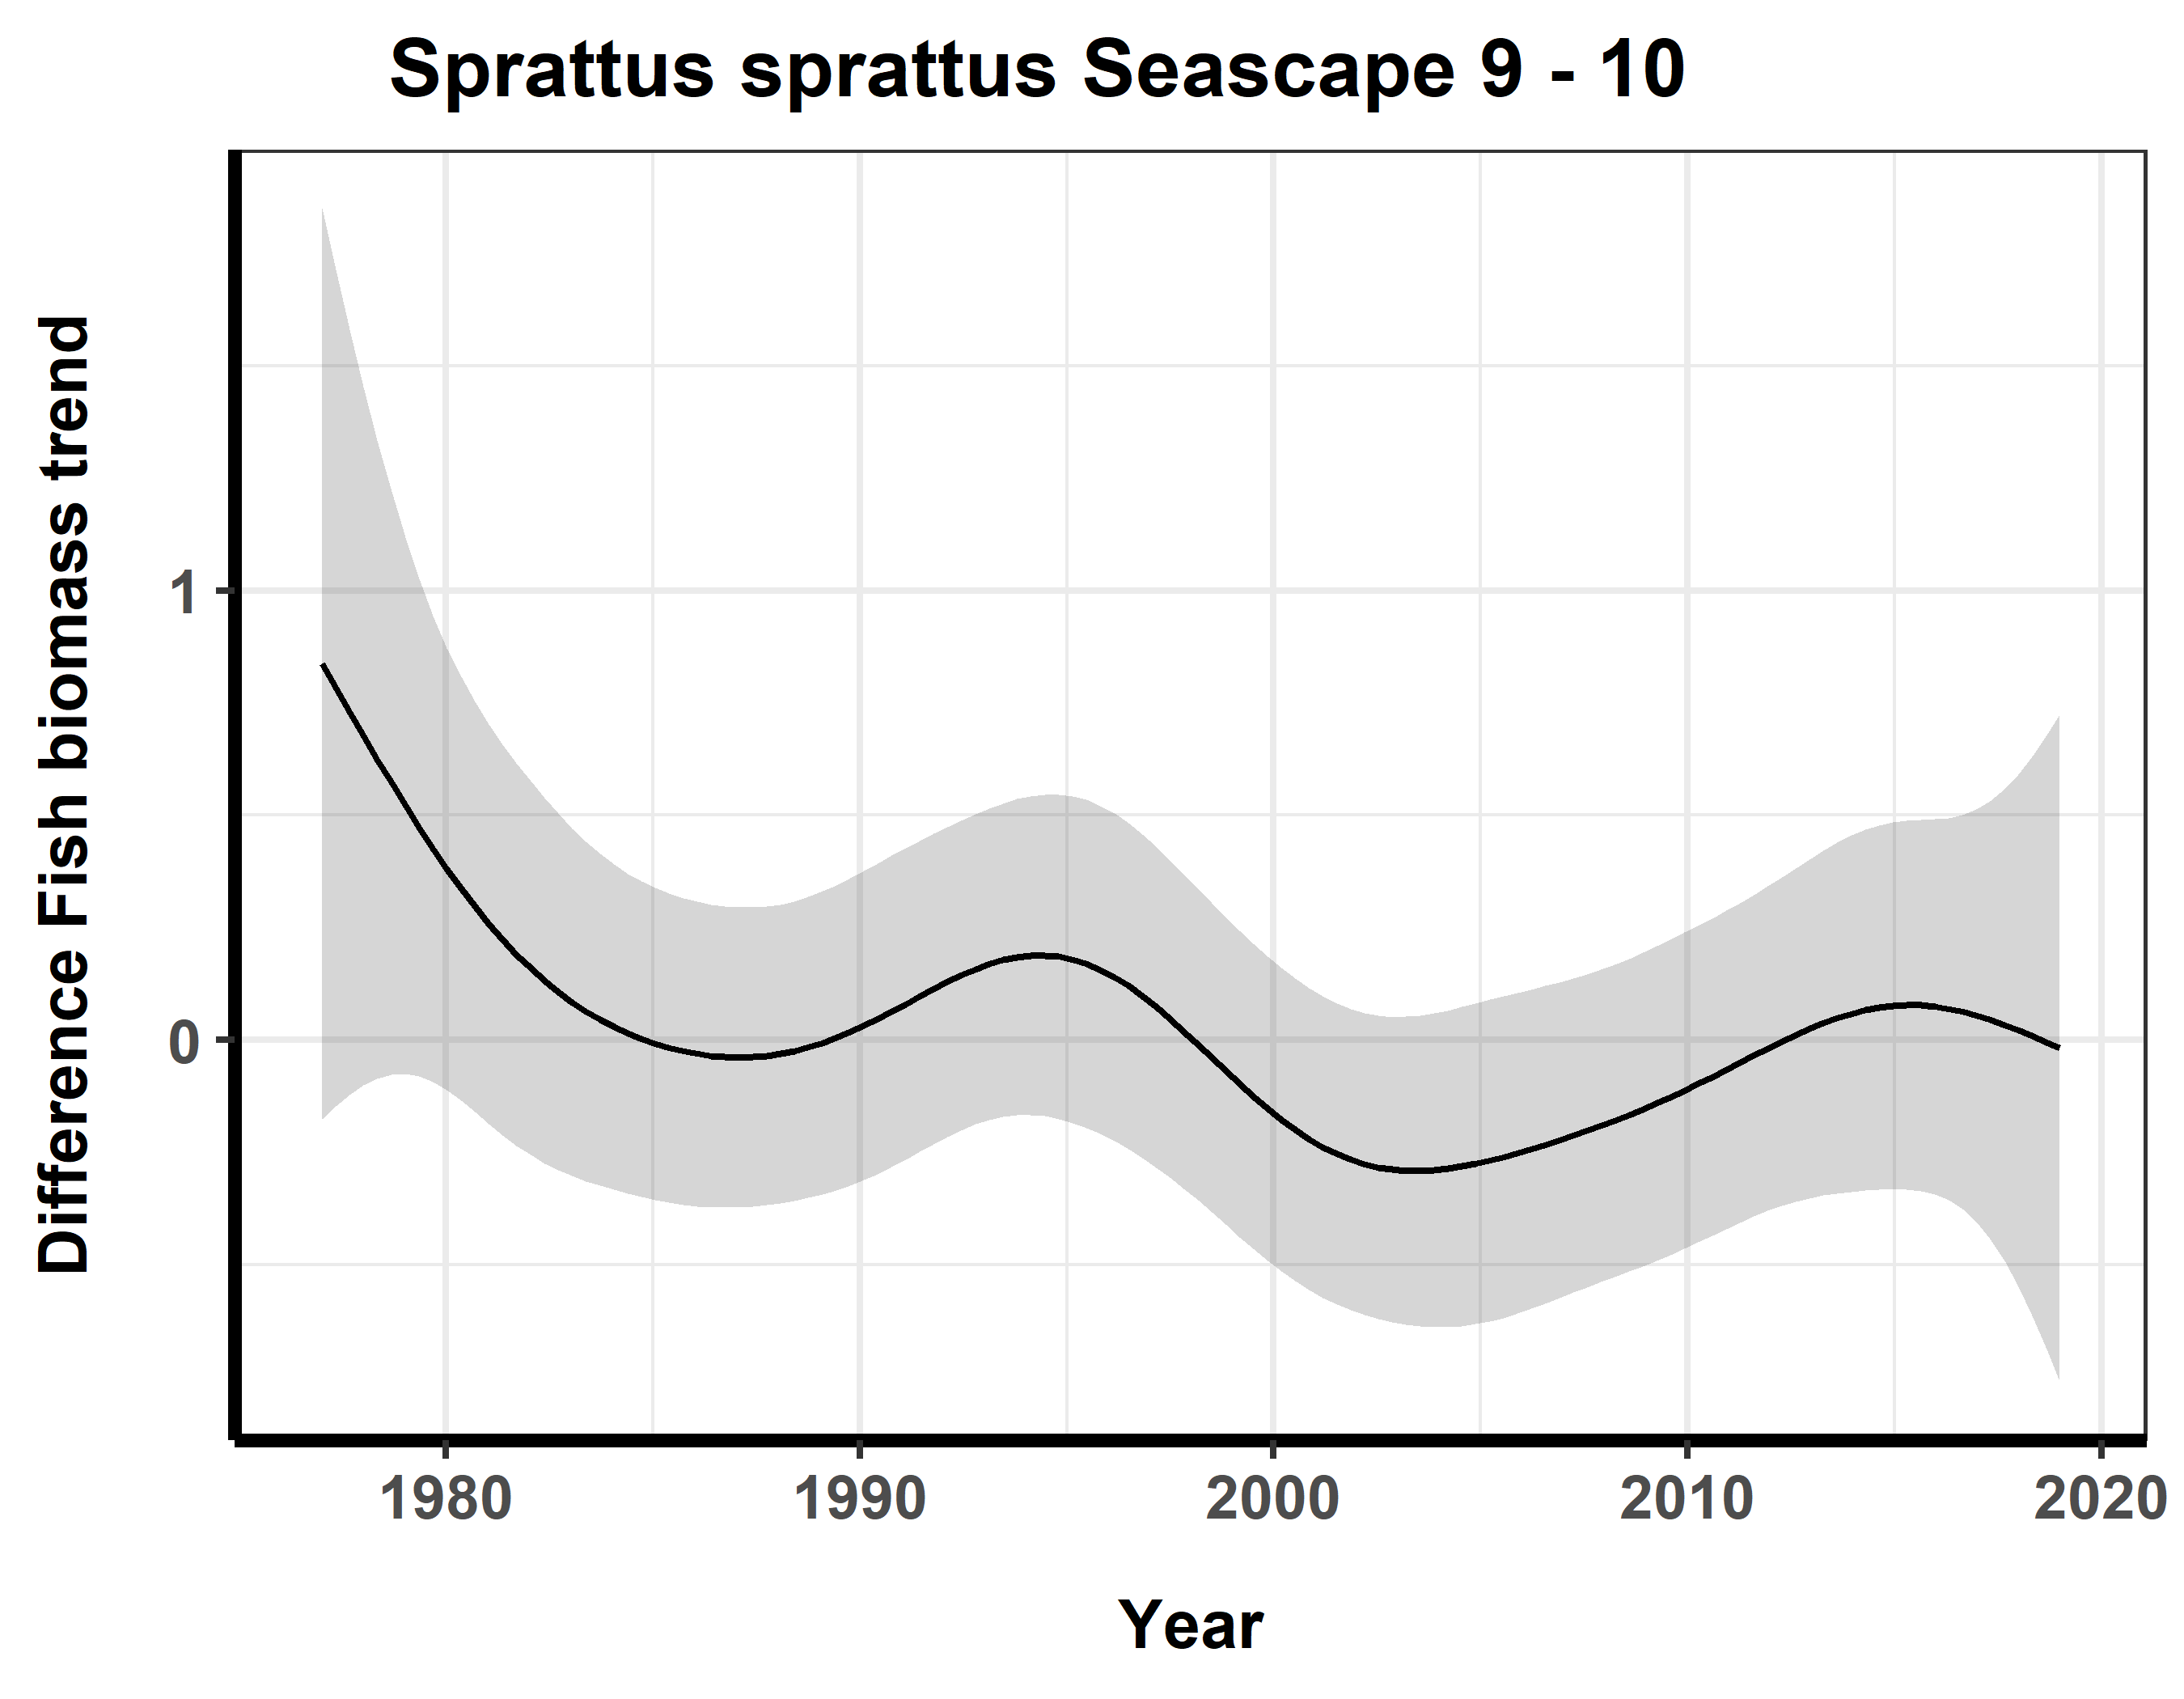 Sprattus sprattus Seascape 9 - 10
Difference Fish biomass trend
1
0
1980 1990 2000 2010 2020
Year